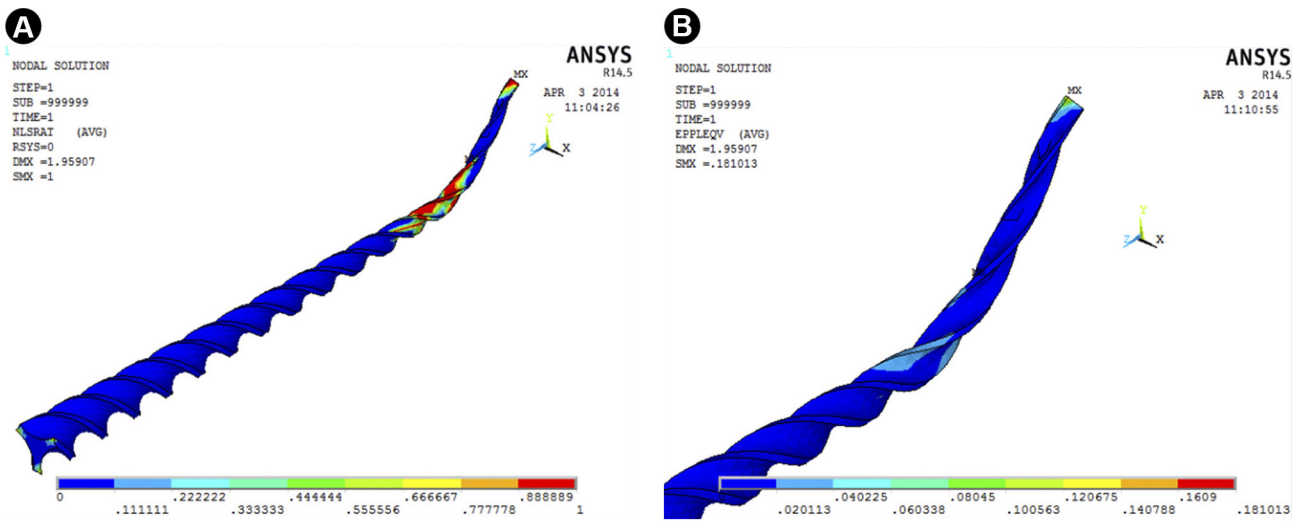 A
1
NODAL SOLUTION
STEP=1
SUB =999999
TIME=1
NLSRAT (AVG)
RSYS=0
DMX =1.95907
SMX =1
ANSYS
R14.5
APR 3 2014
11:04:26
MX
Y
Z X
0 .222222 .444444 .666667 .888889
.111111 .333333 .555556 .777778 1
B
1
NODAL SOLUTION
STEP=1
SUB =999999
TIME=1
EPPLEQV (AVG)
DMX =1.95907
SMX =.181013
ANSYS
R14.5
APR 3 2014
11:10:55
MX
Y
Z X
.040225 .08045 .120675 .1609
.020113 .060338 .100563 .140788 .181013